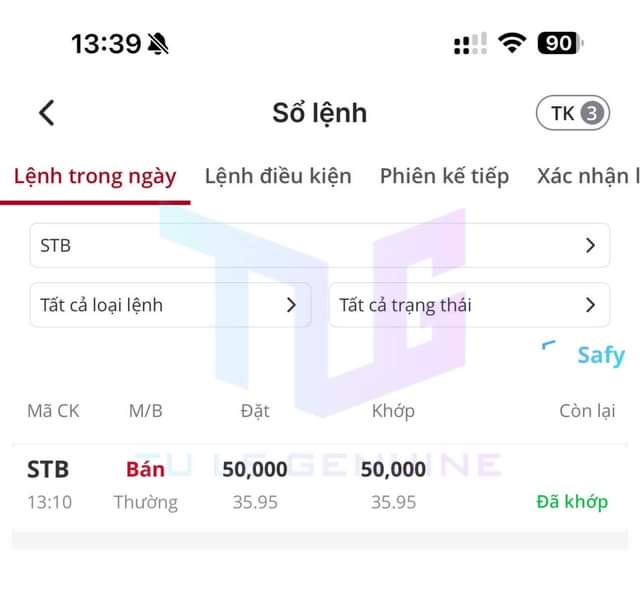 13:39
90
Sổ lệnh
TK 3
Lệnh trong ngày Lệnh điều kiện Phiên kế tiếp Xác nhận l
STB
Tất cả loại lệnh Tất cả trạng thái
Safy
Mã CK M/B Đặt Khớp Còn lại
STB Bán 50,000 50,000
13:10 Thường 35.95 35.95 Đã khớp
TU LE GENUINE